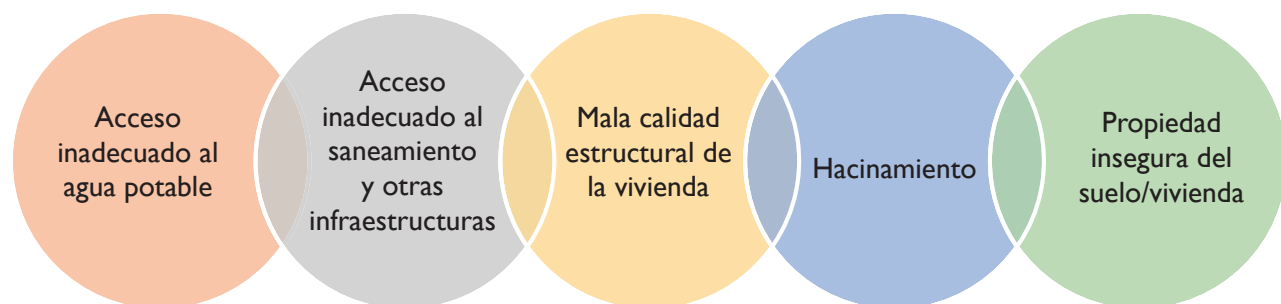 Acceso
inadecuado al
agua potable
Acceso
inadecuado al
saneamiento
y otras
infraestructuras
Mala calidad
estructural de
la vivienda
Hacinamiento
Propiedad
insegura del
suelo/vivienda